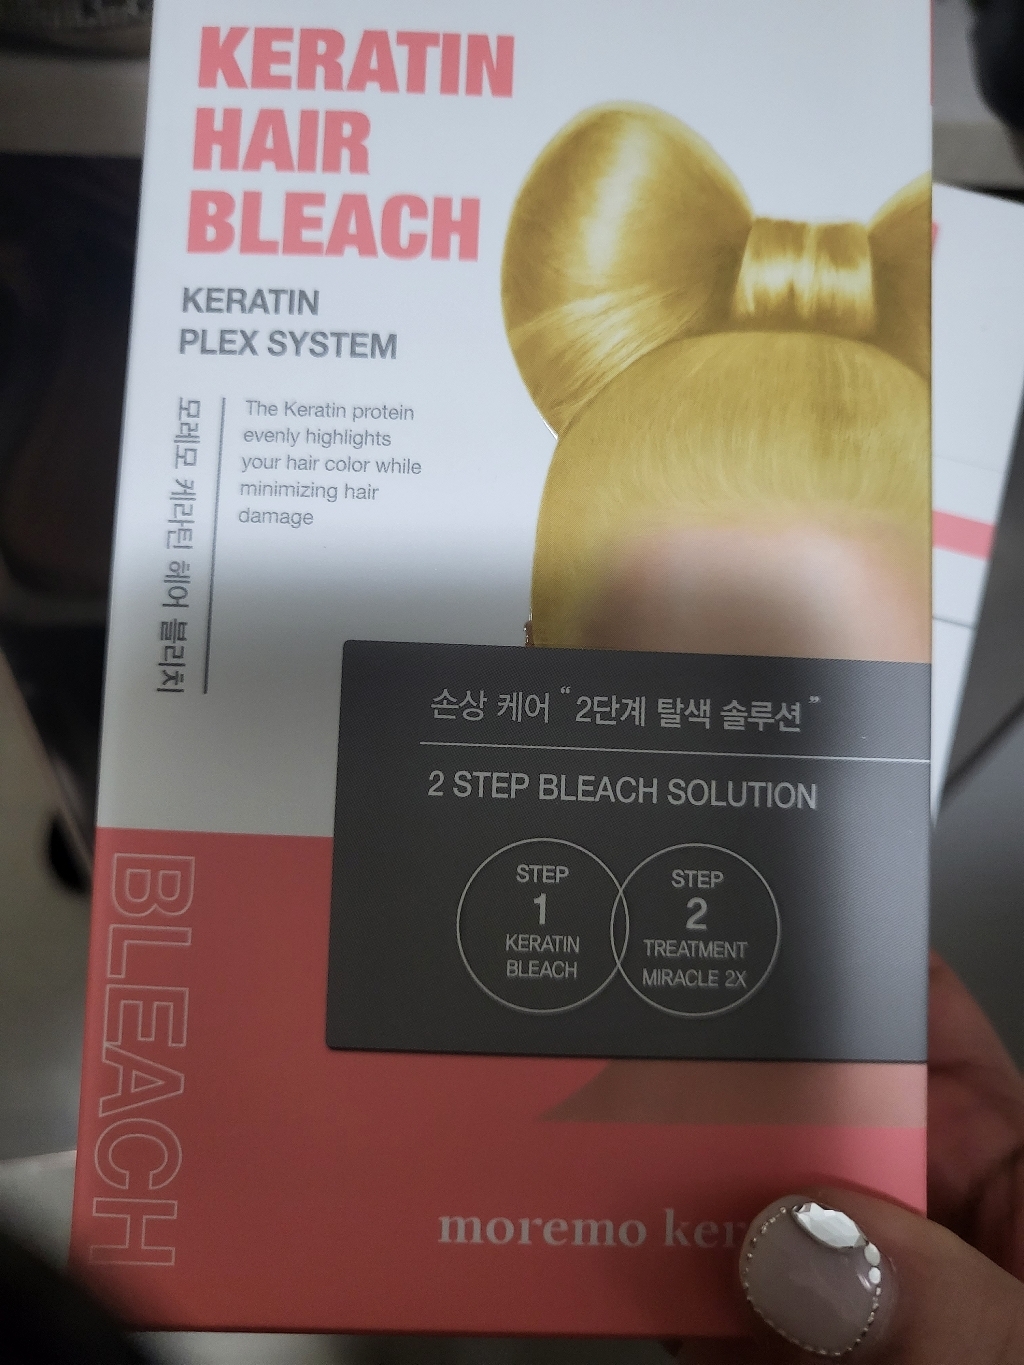 KERATIN
HAIR
BLEACH
KERATIN
PLEX SYSTEM
모레모 케라틴 헤어 블리치
The Keratin protein
evenly highlights
your hair color while
minimizing hair
damage
손상 케어 “2단계 탈색 솔루션”
2 STEP BLEACH SOLUTION
STEP
1
KERATIN
BLEACH
STEP
2
TREATMENT
MIRACLE 2X
BLEACH
moremo